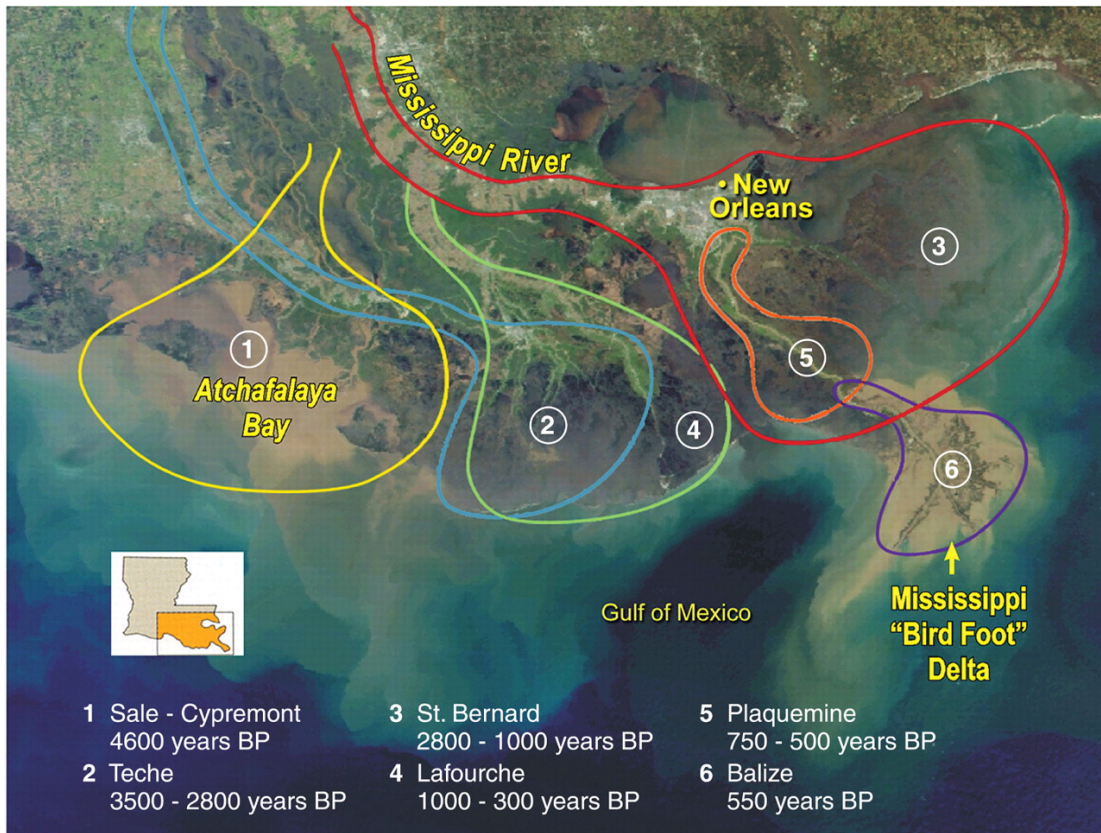 Mississippi River
• New
Orleans
3
1
5
Atchafalaya
Bay
2
4
6
Gulf of Mexico
Mississippi
“Bird Foot”
Delta
1 Sale - Cypremont
4600 years BP
2 Teche
3500 - 2800 years BP
3 St. Bernard
2800 - 1000 years BP
4 Lafourche
1000 - 300 years BP
5 Plaquemine
750 - 500 years BP
6 Balize
550 years BP